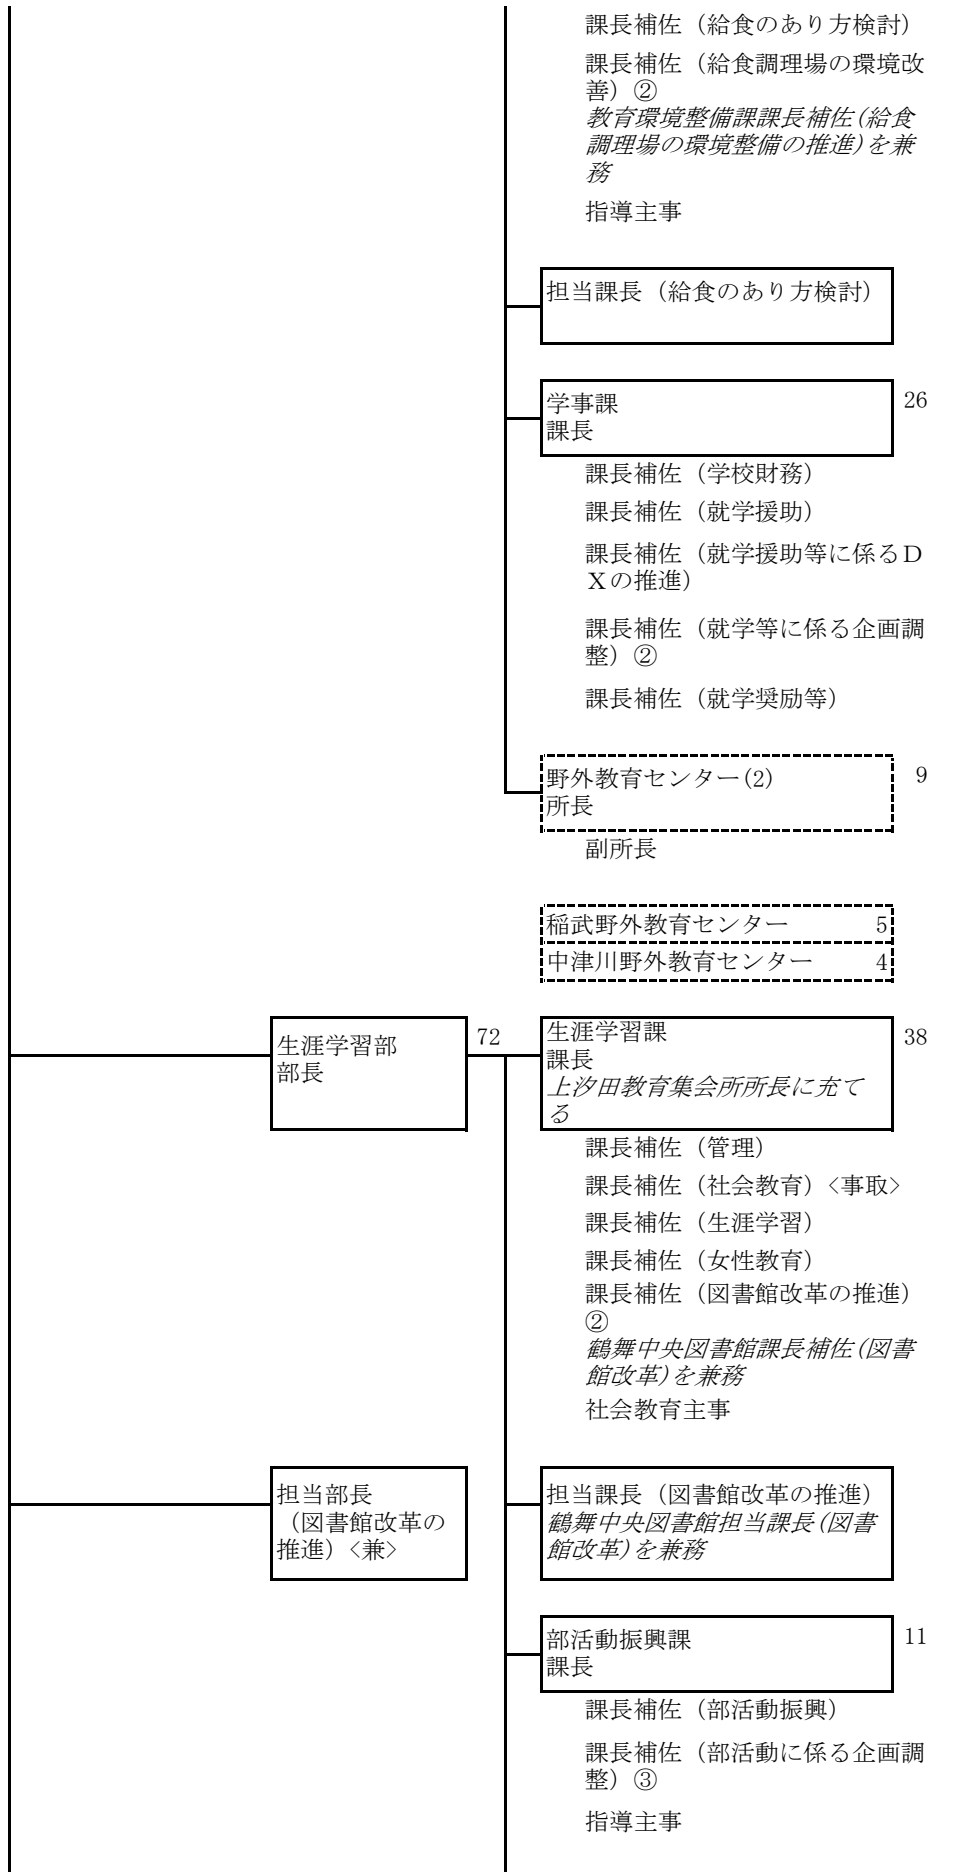 課長補佐（給食のあり方検討）
課長補佐（給食調理場の環境改
善）②
教育環境整備課課長補佐(給食
調理場の環境整備の推進)を兼
務
指導主事
担当課長（給食のあり方検討）
学事課
26
課長
課長補佐（学校財務）
課長補佐（就学援助）
課長補佐（就学援助等に係るＤ
Ｘの推進）
課長補佐（就学等に係る企画調
整）②
課長補佐（就学奨励等）
野外教育センター(2)
9
所長
副所長
稲武野外教育センター 5
中津川野外教育センター 4
生涯学習部
72
部長
生涯学習課
38
課長
上汐田教育集会所所長に充て
る
課長補佐（管理）
課長補佐（社会教育）<事取>
課長補佐（生涯学習）
課長補佐（女性教育）
課長補佐（図書館改革の推進）
②
鶴舞中央図書館課長補佐(図書
館改革)を兼務
社会教育主事
担当部長
（図書館改革の
推進）<兼>
担当課長（図書館改革の推進）
鶴舞中央図書館担当課長(図書
館改革)を兼務
部活動振興課
11
課長
課長補佐（部活動振興）
課長補佐（部活動に係る企画調
整）③
指導主事